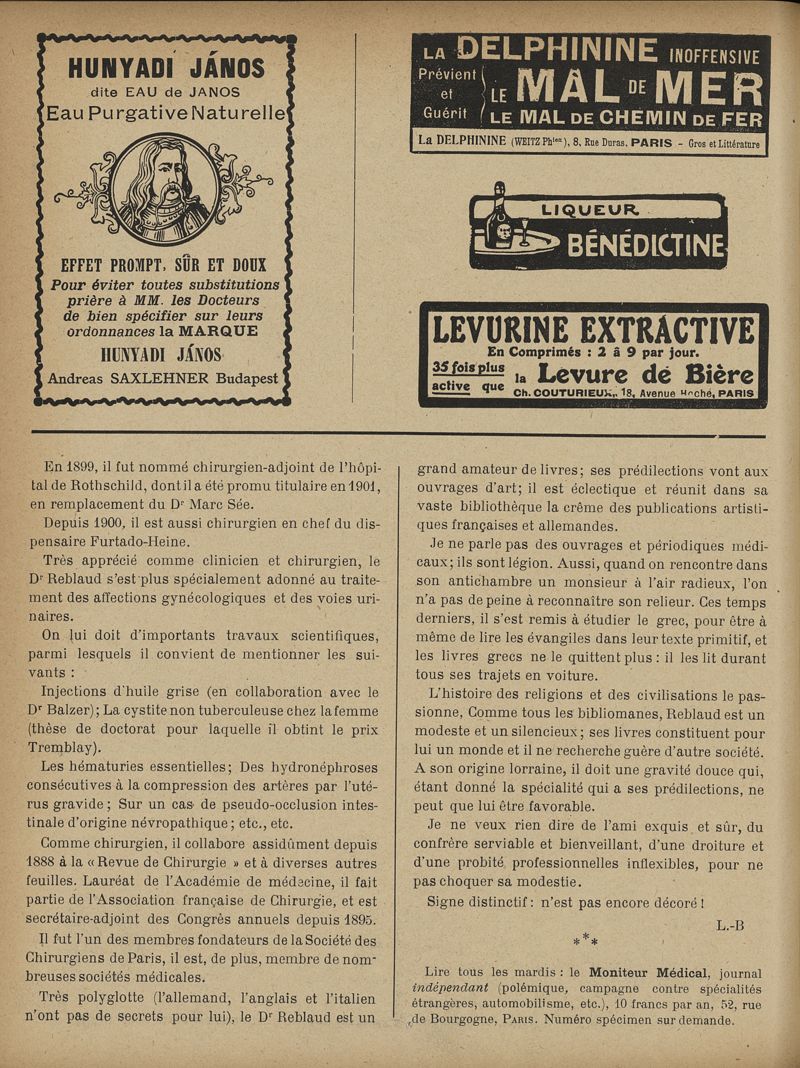 HUNYADI JÁNOS
dite EAU de JANOS
Eau Purgative Naturelle
EFFET PROMPT, SÛR ET DOUX
Pour éviter toutes substitutions
prière à MM. les Docteurs
de bien spécifier sur leurs
ordonnances la MARQUE
HUNYADI JÁNOS
Andreas SAXLEHNER Budapest
LA DELPHININE INOFFENSIVE
Prévient
et
Guérit
LE MAL DE MER
LE MAL DE CHEMIN DE FER
La DELPHININE (WEITZ Phien), 8, Rue Duras, PARIS - Gros et Littérature
LIQUEUR
BÉNÉDICTINE
LEVURINE EXTRACTIVE
En Comprimés : 2 à 9 par jour.
35 fois plus
active que
la Levure de Bière
Ch. COUTURIEUX, 18, Avenue Hoche, PARIS
En 1899, il fut nommé chirurgien-adjoint de l'hôpi-
tal de Rothschild, dont il a été promu titulaire en 1901,
en remplacement du Dr Marc Sée.
Depuis 1900, il est aussi chirurgien en chef du dis-
pensaire Furtado-Heine.
Très apprécié comme clinicien et chirurgien, le
Dr Reblaud s'est plus spécialement adonné au traite-
ment des affections gynécologiques et des voies uri-
naires.
On lui doit d'importants travaux scientifiques,
parmi lesquels il convient de mentionner les sui-
vants :
Injections d'huile grise (en collaboration avec le
Dr Balzer) ; La cystite non tuberculeuse chez la femme
(thèse de doctorat pour laquelle il obtint le prix
Tremblay).
Les hématuries essentielles ; Des hydronéphroses
consécutives à la compression des artères par l'uté-
rus gravide ; Sur un cas de pseudo-occlusion intes-
tinale d'origine névropathique ; etc., etc.
Comme chirurgien, il collabore assidûment depuis
1888 à la « Revue de Chirurgie » et à diverses autres
feuilles. Lauréat de l'Académie de médecine, il fait
partie de l'Association française de Chirurgie, et est
secrétaire-adjoint des Congrès annuels depuis 1895.
Il fut l'un des membres fondateurs de la Société des
Chirurgiens de Paris, il est, de plus, membre de nom-
breuses sociétés médicales.
Très polyglotte (l'allemand, l'anglais et l'italien
n'ont pas de secrets pour lui), le Dr Reblaud est un
grand amateur de livres ; ses prédilections vont aux
ouvrages d'art ; il est éclectique et réunit dans sa
vaste bibliothèque la crême des publications artisti-
ques françaises et allemandes.
Je ne parle pas des ouvrages et périodiques médi-
caux ; ils sont légion. Aussi, quand on rencontre dans
son antichambre un monsieur à l'air radieux, l'on
n'a pas de peine à reconnaître son relieur. Ces temps
derniers, il s'est remis à étudier le grec, pour être à
même de lire les évangiles dans leur texte primitif, et
les livres grecs ne le quittent plus : il les lit durant
tous ses trajets en voiture.
L'histoire des religions et des civilisations le pas-
sionne, Comme tous les bibliomanes, Reblaud est un
modeste et un silencieux ; ses livres constituent pour
lui un monde et il ne recherche guère d'autre société.
A son origine lorraine, il doit une gravité douce qui,
étant donné la spécialité qui a ses prédilections, ne
peut que lui être favorable.
Je ne veux rien dire de l'ami exquis et sûr, du
confrère serviable et bienveillant, d'une droiture et
d'une probité professionnelles inflexibles, pour ne
pas choquer sa modestie.
Signe distinctif : n'est pas encore décoré !
L.-B
***
Lire tous les mardis : le Moniteur Médical, journal
indépendant (polémique, campagne contre spécialités
étrangères, automobilisme, etc.), 10 francs par an, 52, rue
de Bourgogne, PARIS. Numéro spécimen sur demande.